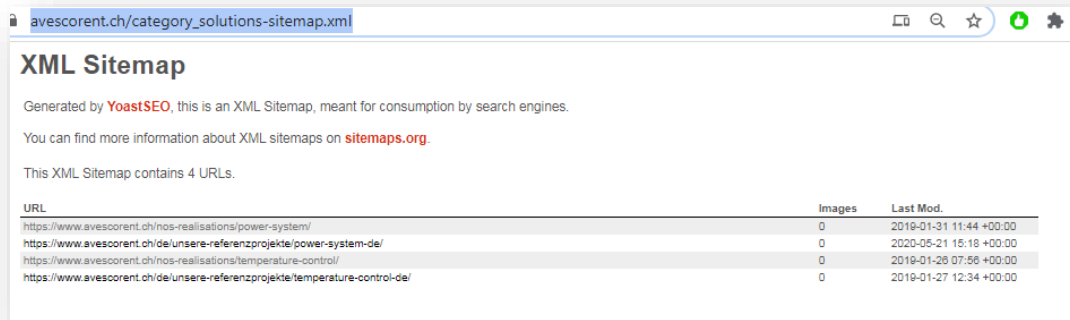 avescorent.ch/category_solutions-sitemap.xml
XML Sitemap
Generated by YoastSEO, this is an XML Sitemap, meant for consumption by search engines.
You can find more information about XML sitemaps on sitemaps.org.
This XML Sitemap contains 4 URLs.
URL Images Last Mod.
https://www.avescorent.ch/nos-realisations/power-system/ 0 2019-01-31 11:44 +00:00
https://www.avescorent.ch/de/unsere-referenzprojekte/power-system-de/ 0 2020-05-21 15:18 +00:00
https://www.avescorent.ch/nos-realisations/temperature-control/ 0 2019-01-26 07:56 +00:00
https://www.avescorent.ch/de/unsere-referenzprojekte/temperature-control-de/ 0 2019-01-27 12:34 +00:00